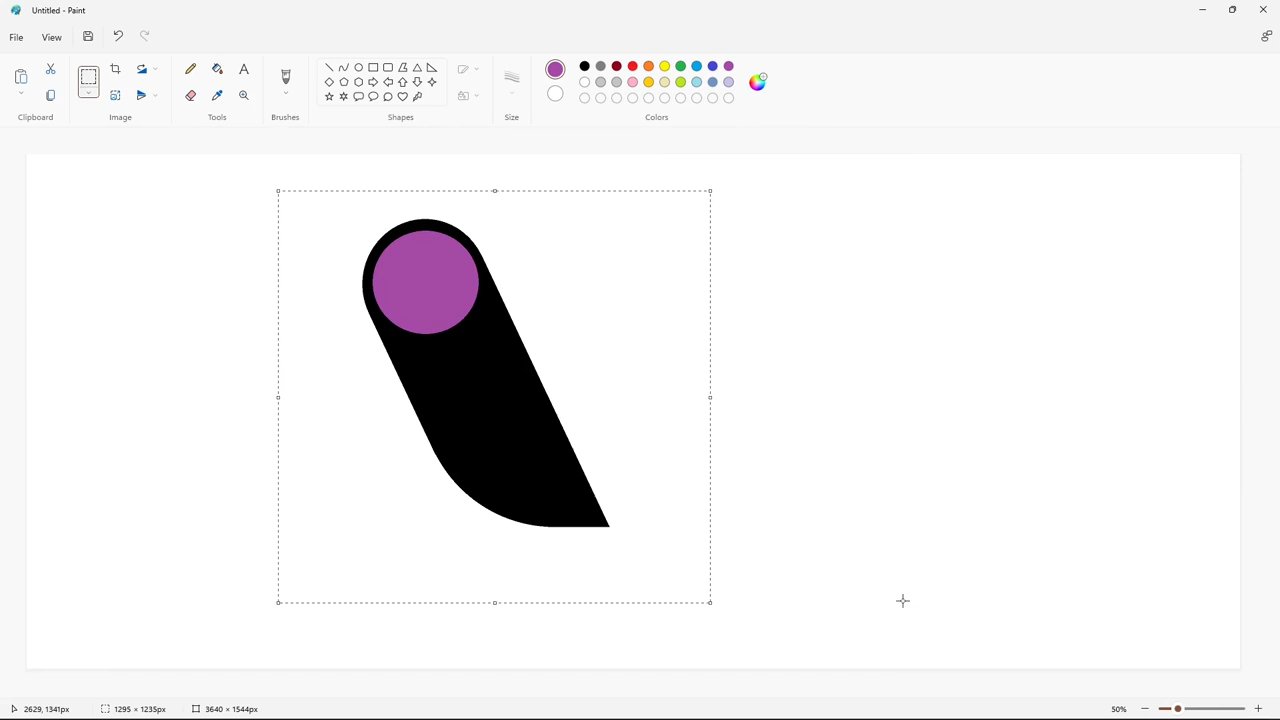 Untitled - Paint
File View
Clipboard Image Tools Brushes Shapes Size Colors
2629, 1341px 1295 × 1235px 3640 × 1544px 50%